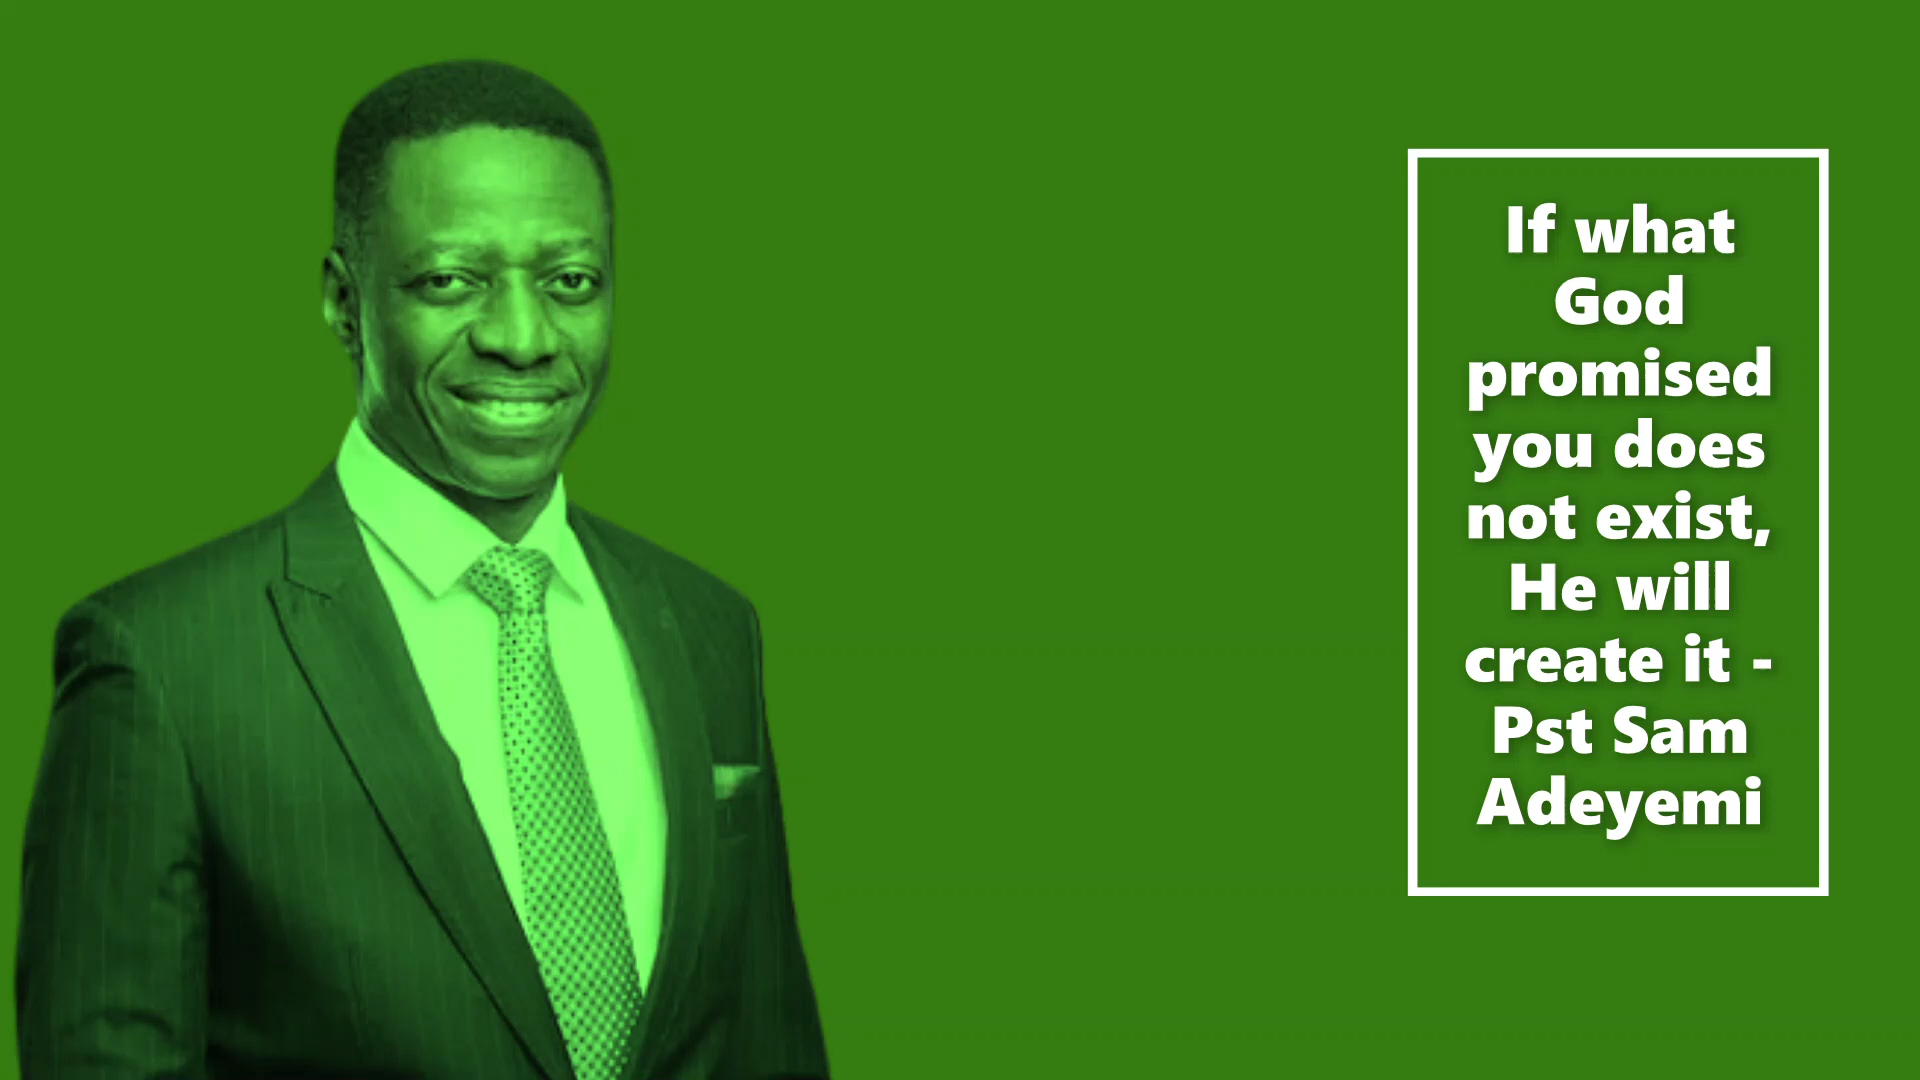 If what
God
promised
you does
not exist,
He will
create it -
Pst Sam
Adeyemi